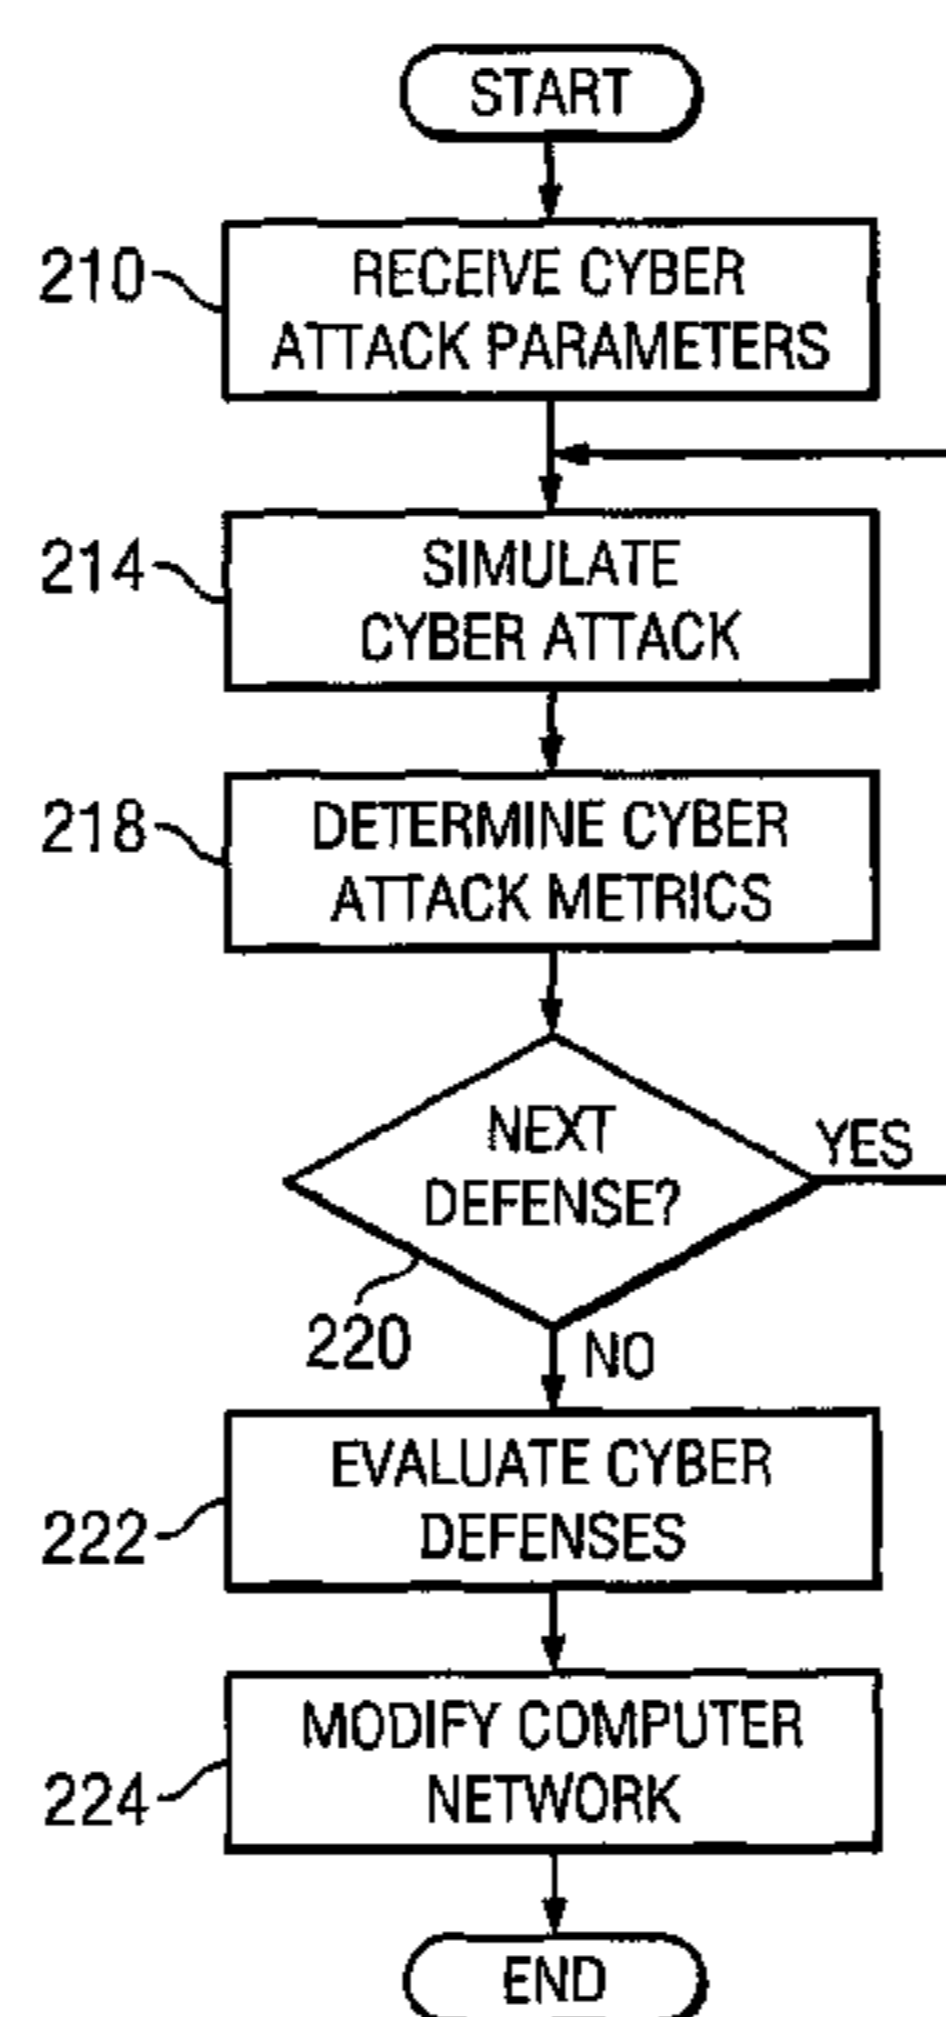 START
210
RECEIVE CYBER
ATTACK PARAMETERS
214
SIMULATE
CYBER ATTACK
218
DETERMINE CYBER
ATTACK METRICS
NEXT
DEFENSE?
YES
220
NO
222
EVALUATE CYBER
DEFENSES
224
MODIFY COMPUTER
NETWORK
END